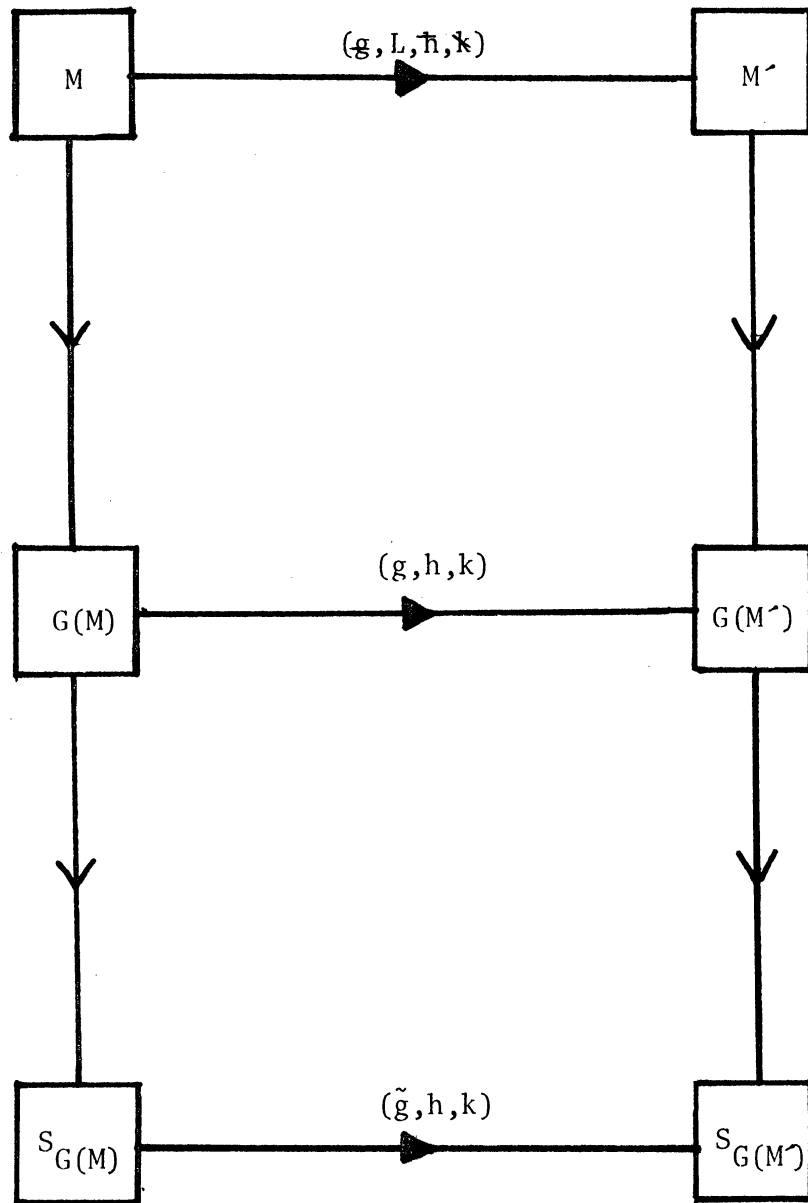 (g̶, L, h̶, k̶)
M M´
(g,h,k)
G(M) G(M´)
(g̃,h,k)
S_G(M) S_G(M´)